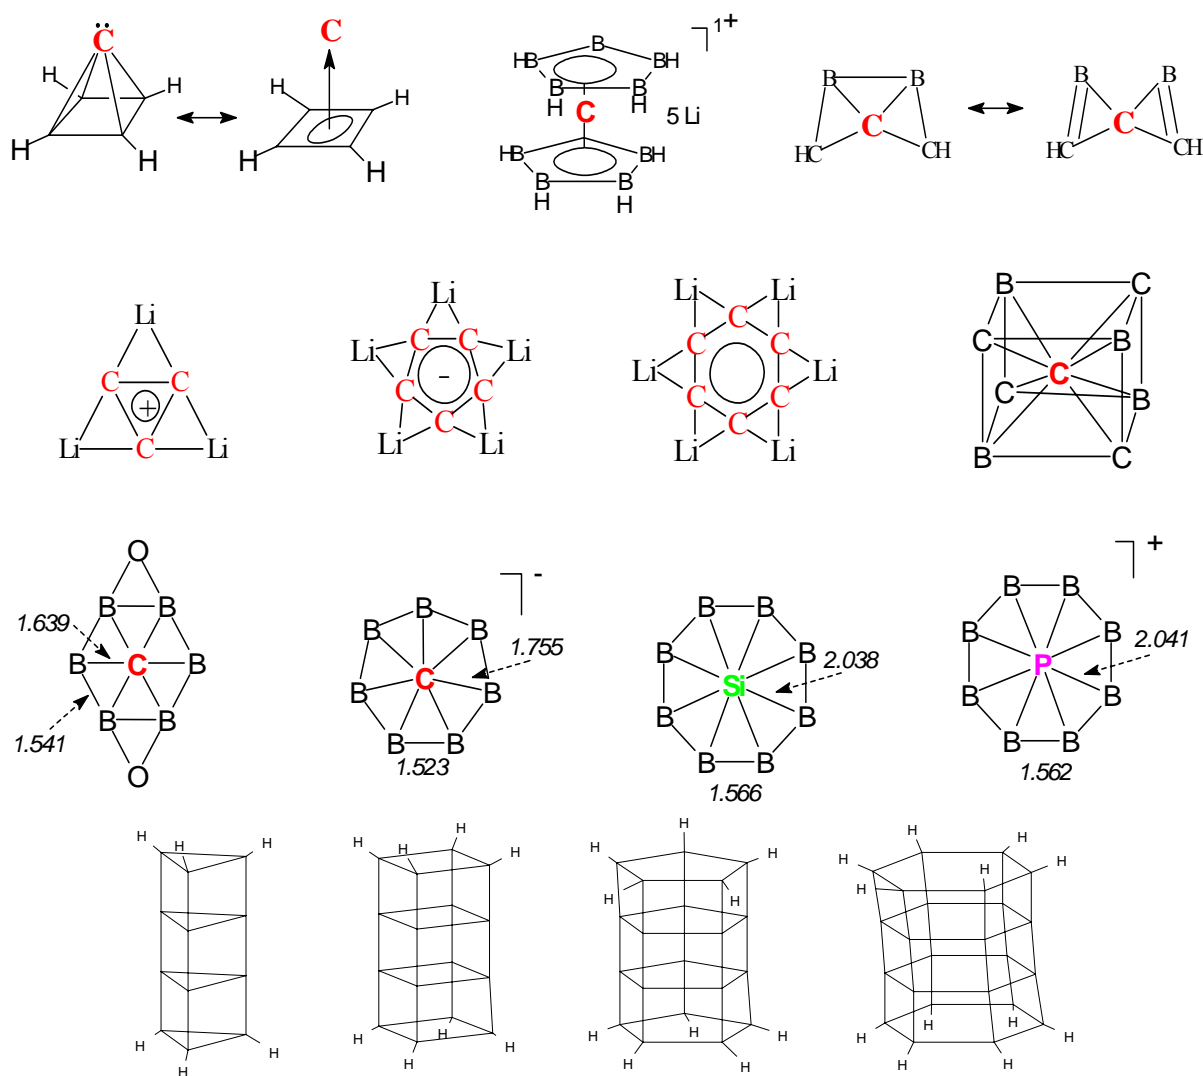 C
H H
H H
C
H H
H H
B 1+
HB BH
B B
H C H
5 Li
HB BH
B B
H H
B B
C
HC CH
B B
C
HC CH
Li
C C
+
Li C Li
Li
C C
Li Li
-
C C
C
Li Li
Li Li
C
C C
Li Li
C C
C
Li Li
B C
C B
C
C B
B C
O
B B
1.639
B C B
B B
1.541
O
-
B
B B
1.755
C
B B
B B
1.523
B B
B B
2.038
Si
B B
B B
1.566
+
B B
B B
2.041
P
B B
B B
1.562
H H H
H H H
H H
H H
H H
H H
H
H H
H H
H H H
H H
H H
H H
H H
H H
H H
H H